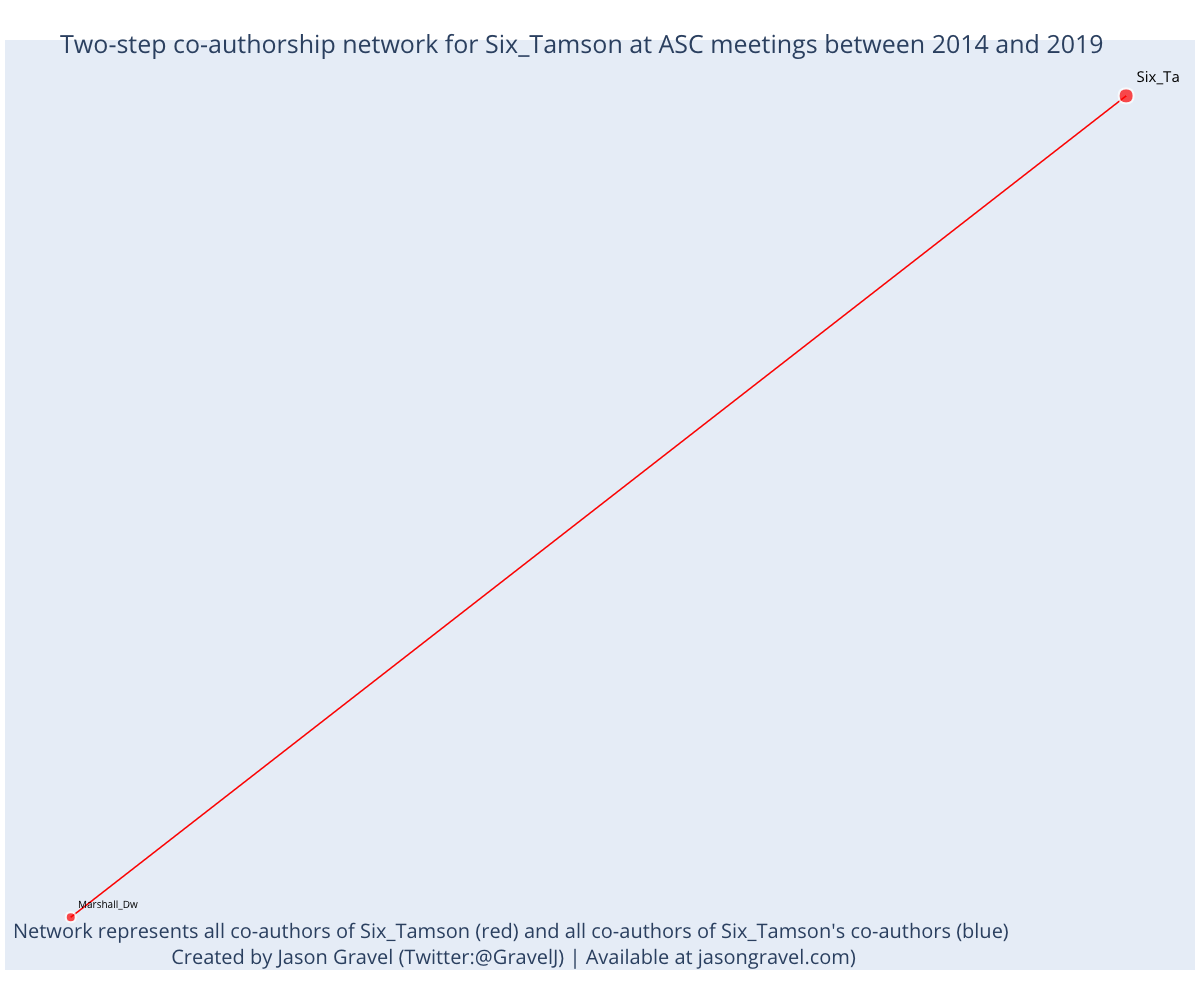 Two-step co-authorship network for Six_Tamson at ASC meetings between 2014 and 2019
Six_Ta
Marshall_Dw
Network represents all co-authors of Six_Tamson (red) and all co-authors of Six_Tamson's co-authors (blue)
Created by Jason Gravel (Twitter:@GravelJ) | Available at jasongravel.com)